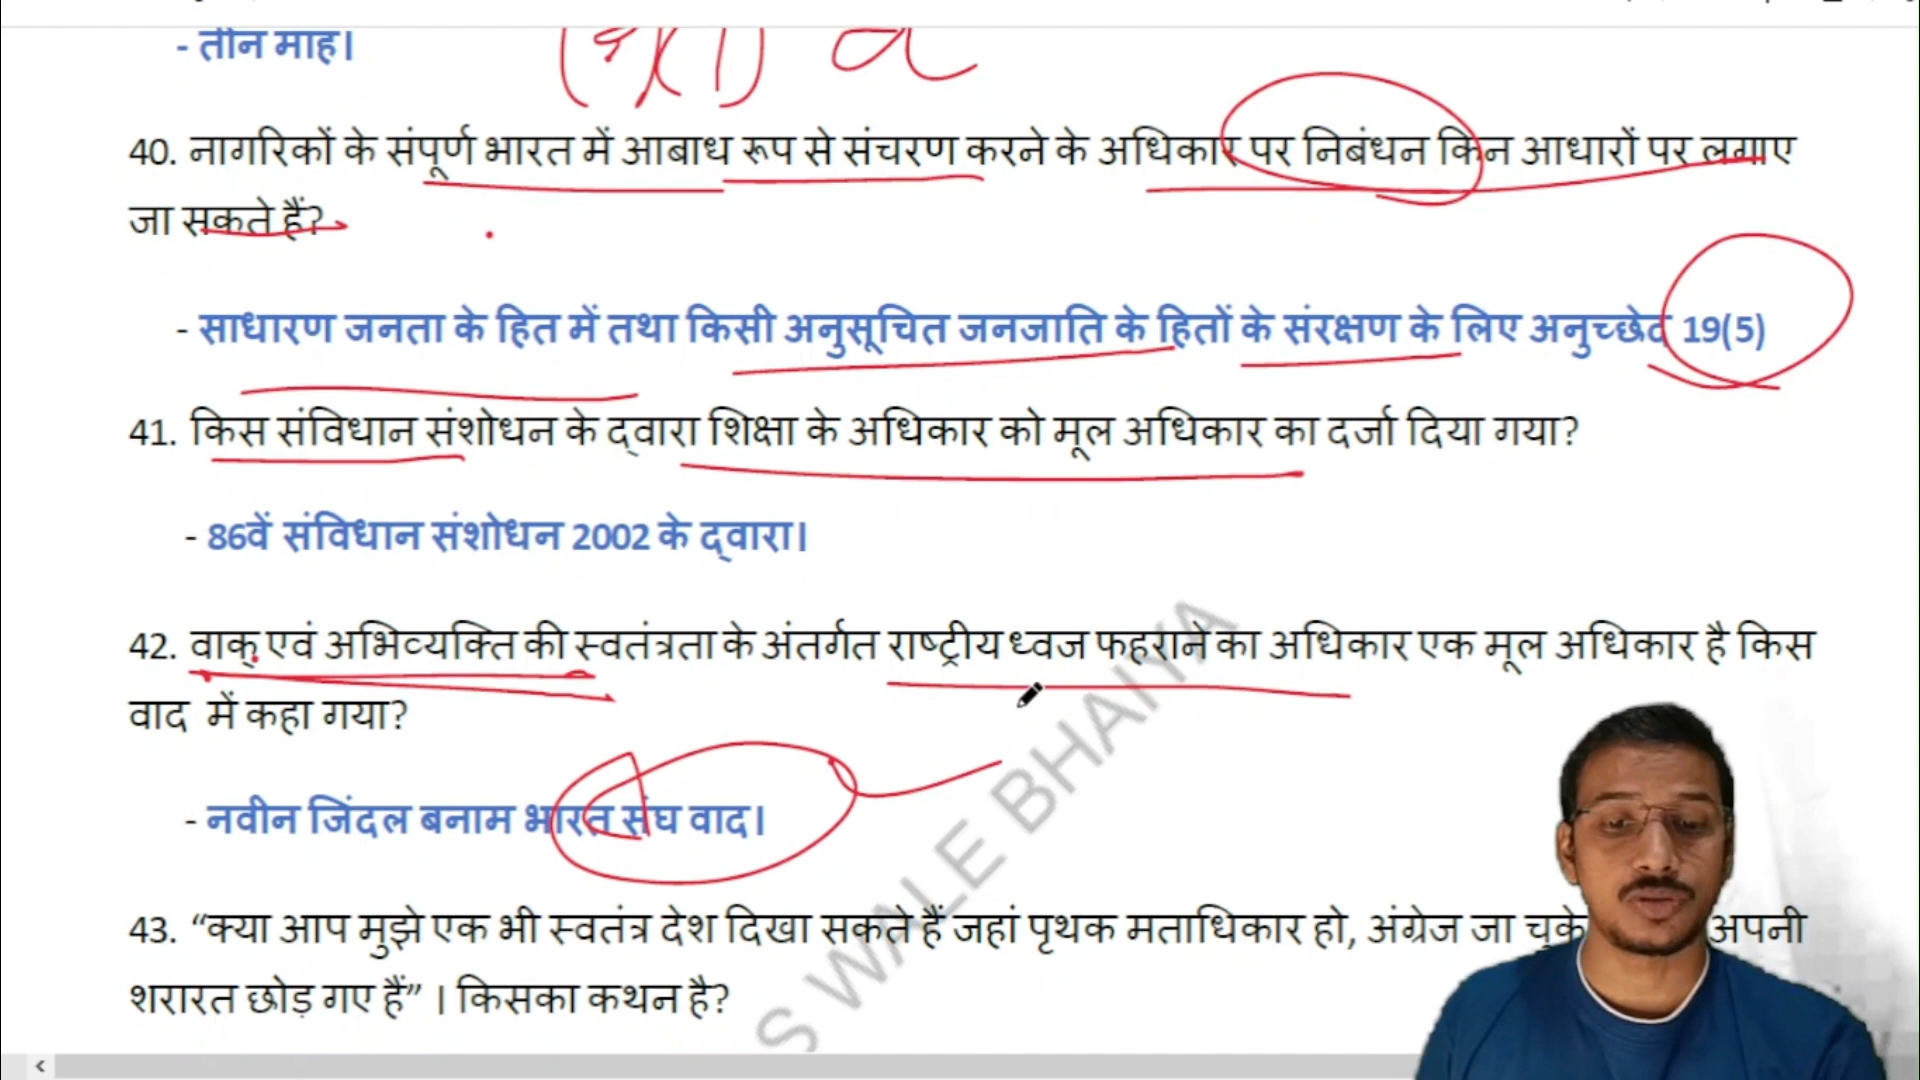 - तीन माह।
40. नागरिकों के संपूर्ण भारत में आबाध रूप से संचरण करने के अधिकार पर निबंधन किन आधारों पर लगाए
जा सकते हैं?
- साधारण जनता के हित में तथा किसी अनुसूचित जनजाति के हितों के संरक्षण के लिए अनुच्छेद 19(5)
41. किस संविधान संशोधन के द्वारा शिक्षा के अधिकार को मूल अधिकार का दर्जा दिया गया?
- 86वें संविधान संशोधन 2002 के द्वारा।
42. वाक् एवं अभिव्यक्ति की स्वतंत्रता के अंतर्गत राष्ट्रीय ध्वज फहराने का अधिकार एक मूल अधिकार है किस
वाद में कहा गया?
- नवीन जिंदल बनाम भारत संघ वाद।
43. “क्या आप मुझे एक भी स्वतंत्र देश दिखा सकते हैं जहां पृथक मताधिकार हो, अंग्रेज जा चुके अपनी
शरारत छोड़ गए हैं” । किसका कथन है?
S WALE BHAIYA